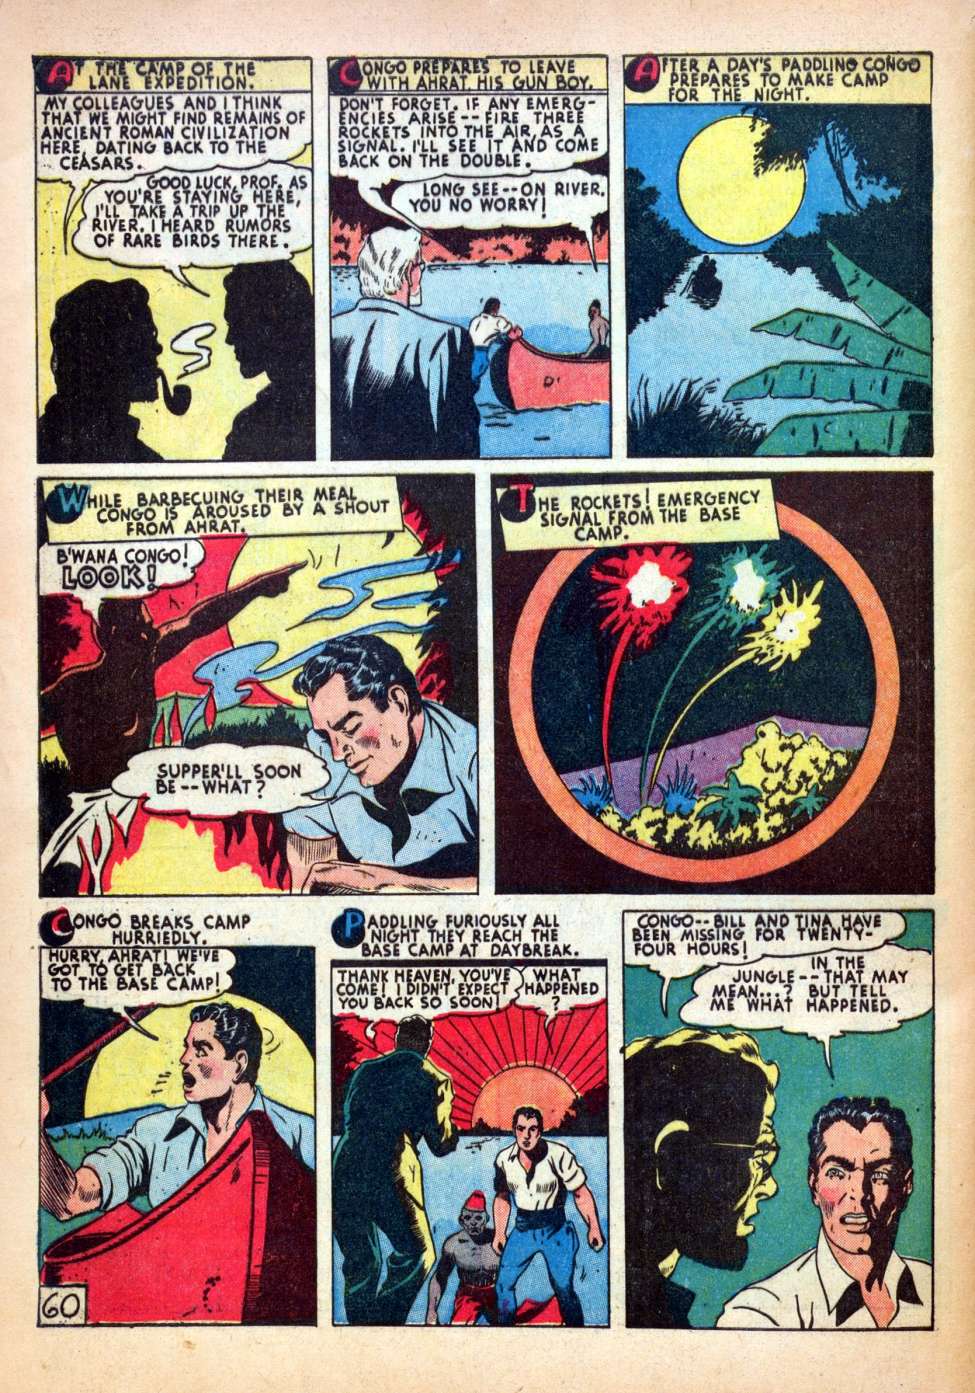 AT THE CAMP OF THE
LANE EXPEDITION.
MY COLLEAGUES AND I THINK
THAT WE MIGHT FIND REMAINS OF
ANCIENT ROMAN CIVILIZATION
HERE, DATING BACK TO THE
CEASARS.
GOOD LUCK, PROF. AS
YOU'RE STAYING HERE,
I'LL TAKE A TRIP UP THE
RIVER. I HEARD RUMORS
OF RARE BIRDS THERE.
CONGO PREPARES TO LEAVE
WITH AHRAT, HIS GUN BOY.
DON'T FORGET. IF ANY EMERG-
ENCIES ARISE-- FIRE THREE
ROCKETS INTO THE AIR, AS A
SIGNAL. I'LL SEE IT AND COME
BACK ON THE DOUBLE.
LONG SEE--ON RIVER.
YOU NO WORRY!
AFTER A DAY'S PADDLING CONGO
PREPARES TO MAKE CAMP
FOR THE NIGHT.
WHILE BARBECUING THEIR MEAL
CONGO IS AROUSED BY A SHOUT
FROM AHRAT.
B'WANA CONGO!
LOOK!
SUPPER'LL SOON
BE--WHAT?
THE ROCKETS! EMERGENCY
SIGNAL FROM THE BASE
CAMP.
CONGO BREAKS CAMP
HURRIEDLY.
HURRY, AHRAT! WE'VE
GOT TO GET BACK
TO THE BASE CAMP!
PADDLING FURIOUSLY ALL
NIGHT THEY REACH THE
BASE CAMP AT DAYBREAK.
THANK HEAVEN, YOU'VE
COME! I DIDN'T EXPECT
YOU BACK SO SOON!
WHAT
HAPPENED
?
CONGO-- BILL AND TINA HAVE
BEEN MISSING FOR TWENTY-
FOUR HOURS!
IN THE
JUNGLE-- THAT MAY
MEAN...? BUT TELL
ME WHAT HAPPENED.
60